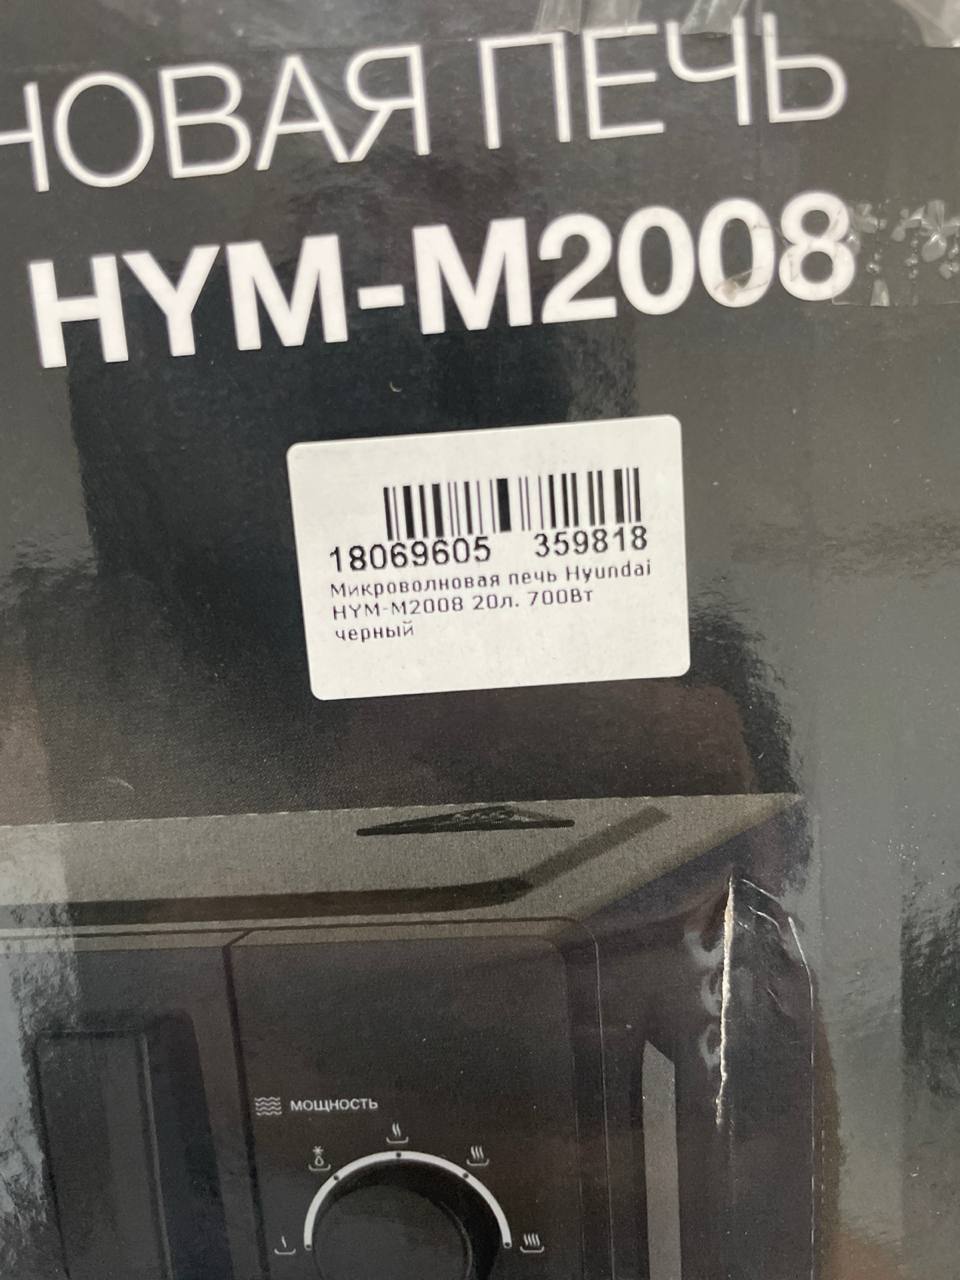 НОВАЯ ПЕЧЬ
HYM-M2008
18069605 359818
Микроволновая печь Hyundai
HYM-M2008 20л. 700Вт
черный
МОЩНОСТЬ